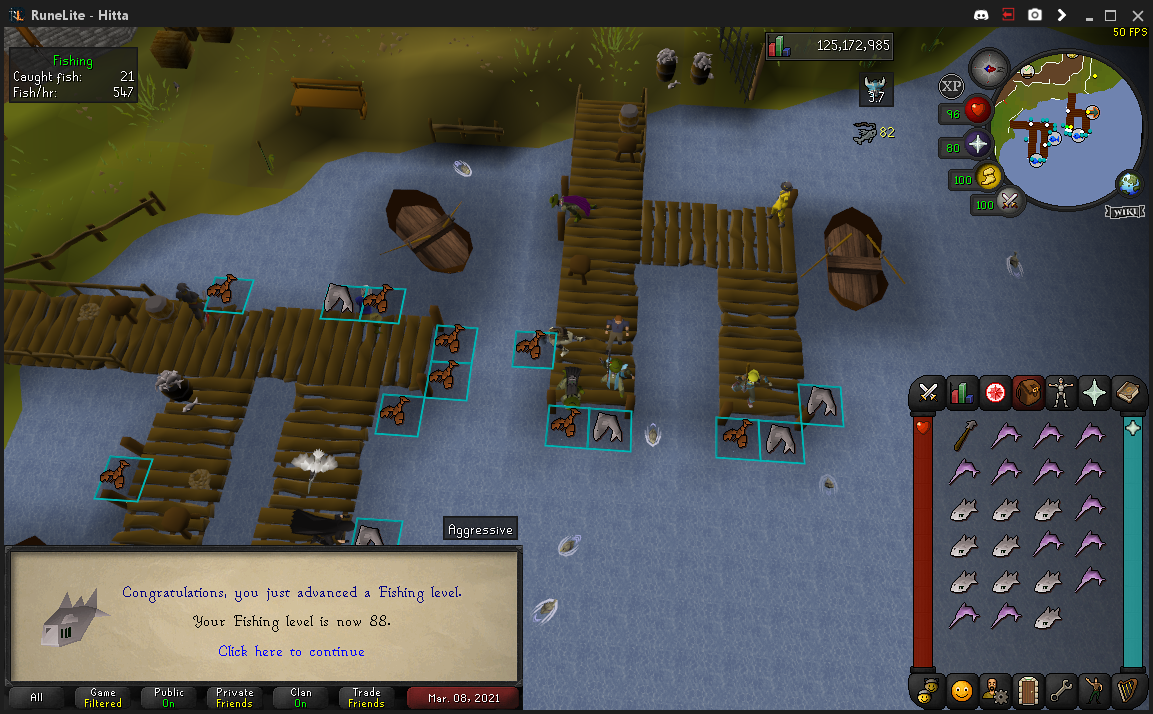 RuneLite - Hitta
50 FPS
Fishing
Caught fish: 21
Fish/hr: 547
125,172,985
3.7
82
XP
96
80
100
100
WIKI
Aggressive
Congratulations, you just advanced a Fishing level.
Your Fishing level is now 88.
Click here to continue
All
Game
Filtered
Public
On
Private
Friends
Clan
On
Trade
Friends
Mar. 08, 2021